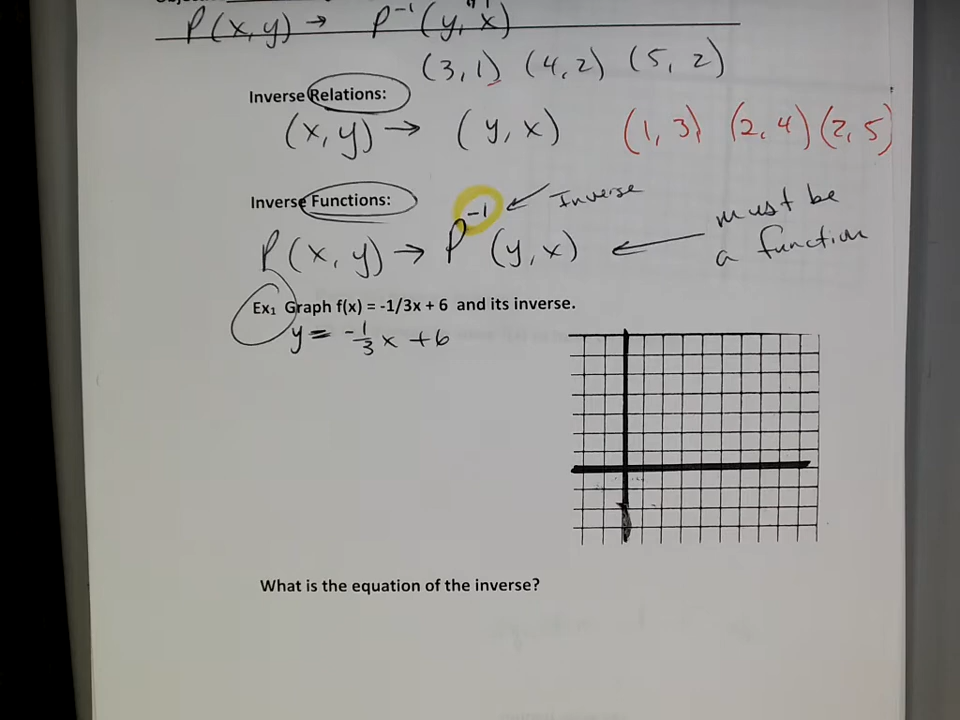 P(x,y) → P⁻¹(y,x)
(3,1) (4,2) (5,2)
Inverse Relations:
(x,y) → (y,x) (1,3) (2,4) (2,5)
Inverse Functions:
Inverse
P(x,y) → P⁻¹(y,x) ← must be a function
Ex₁ Graph f(x) = -1/3x + 6 and its inverse.
y = -1/3 x + 6
What is the equation of the inverse?